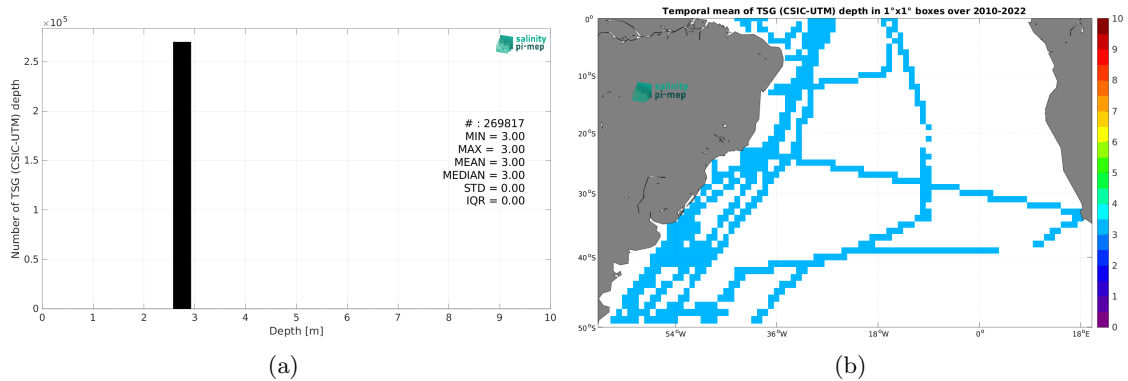 ×10⁵
2.5
2
1.5
1
0.5
0
0 1 2 3 4 5 6 7 8 9 10
Number of TSG (CSIC-UTM) depth
Depth [m]
salinity
pi-mep
# : 269817
MIN = 3.00
MAX = 3.00
MEAN = 3.00
MEDIAN = 3.00
STD = 0.00
IQR = 0.00
(a)
Temporal mean of TSG (CSIC-UTM) depth in 1°x1° boxes over 2010-2022
salinity
pi-mep
0°
10°S
20°S
30°S
40°S
50°S
54°W 36°W 18°W 0° 18°E
10
9
8
7
6
5
4
3
2
1
0
(b)